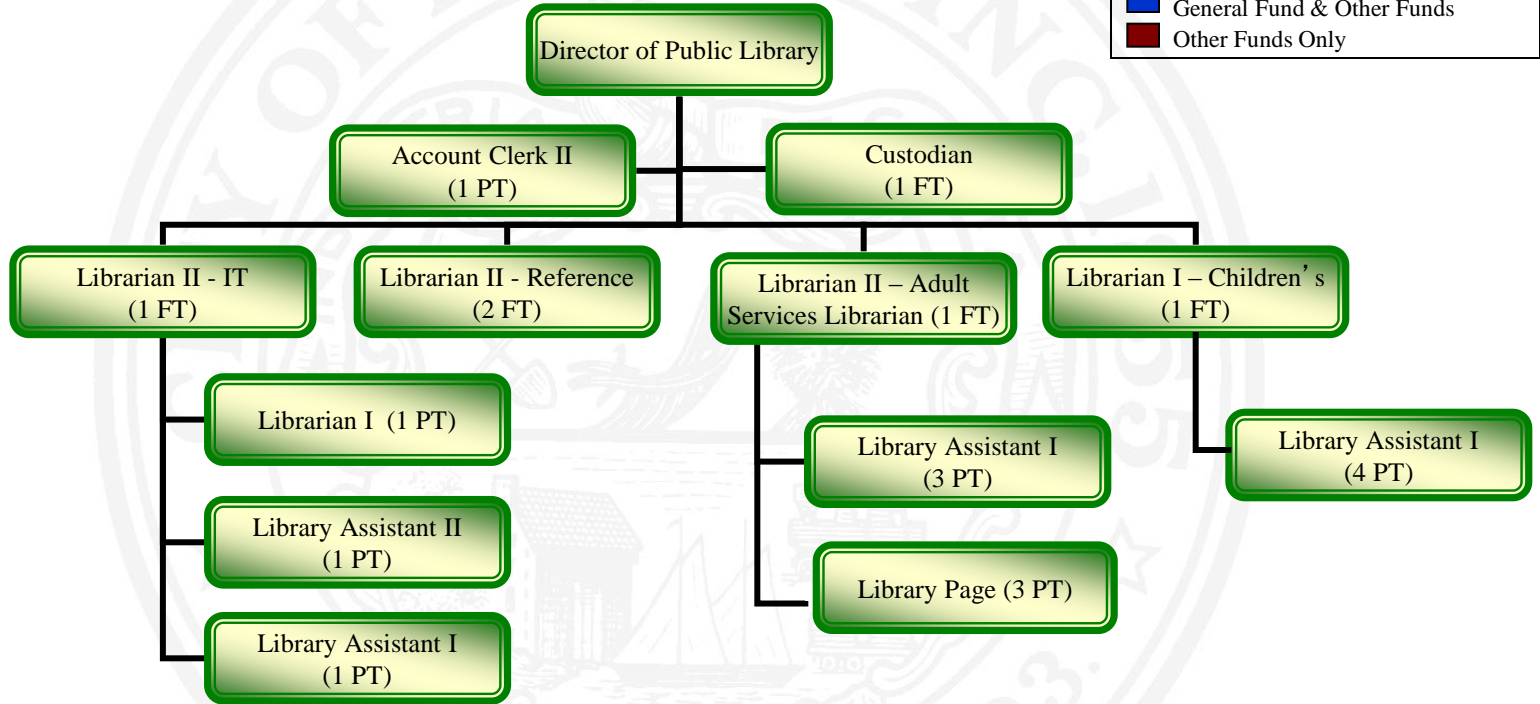 General Fund & Other Funds
Other Funds Only
Director of Public Library
Account Clerk II
(1 PT)
Custodian
(1 FT)
Librarian II - IT
(1 FT)
Librarian II - Reference
(2 FT)
Librarian II – Adult
Services Librarian (1 FT)
Librarian I – Children’s
(1 FT)
Librarian I (1 PT)
Library Assistant II
(1 PT)
Library Assistant I
(1 PT)
Library Assistant I
(3 PT)
Library Page (3 PT)
Library Assistant I
(4 PT)